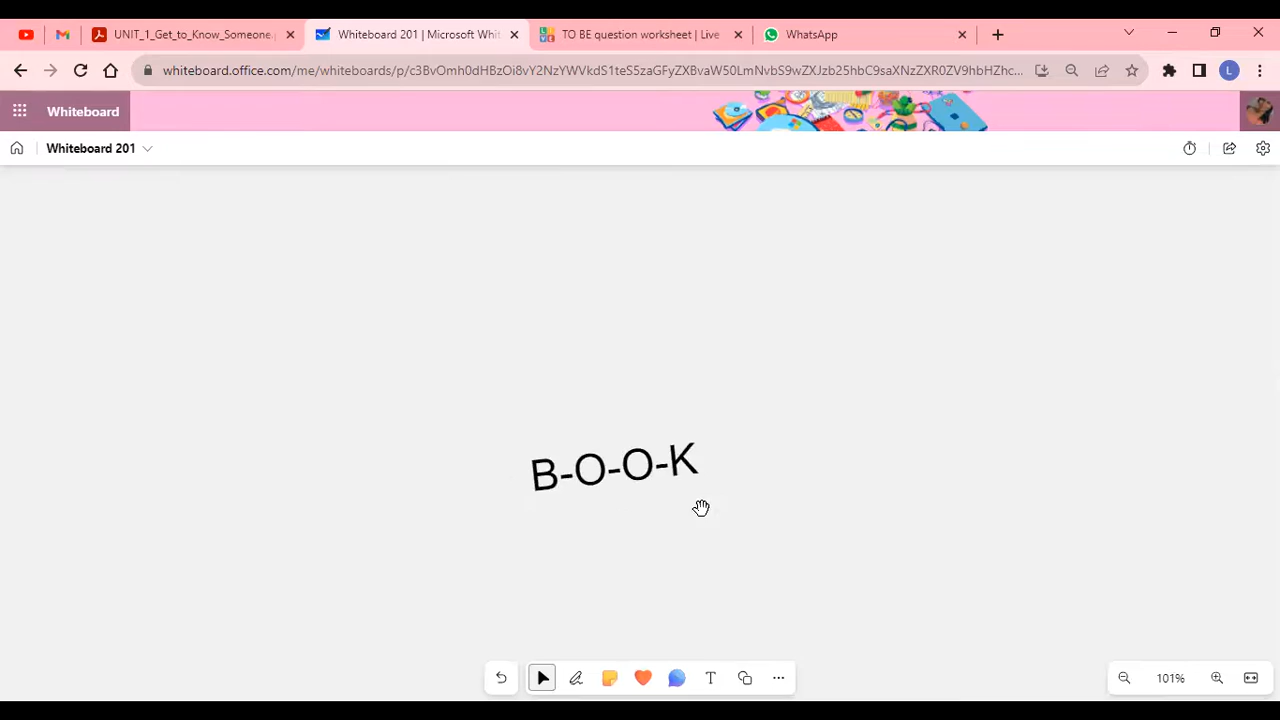 UNIT_1_Get_to_Know_Someone.
Whiteboard 201 | Microsoft Whit
TO BE question worksheet | Live
WhatsApp
whiteboard.office.com/me/whiteboards/p/
L
Whiteboard
Whiteboard 201
B-O-O-K
T
101%